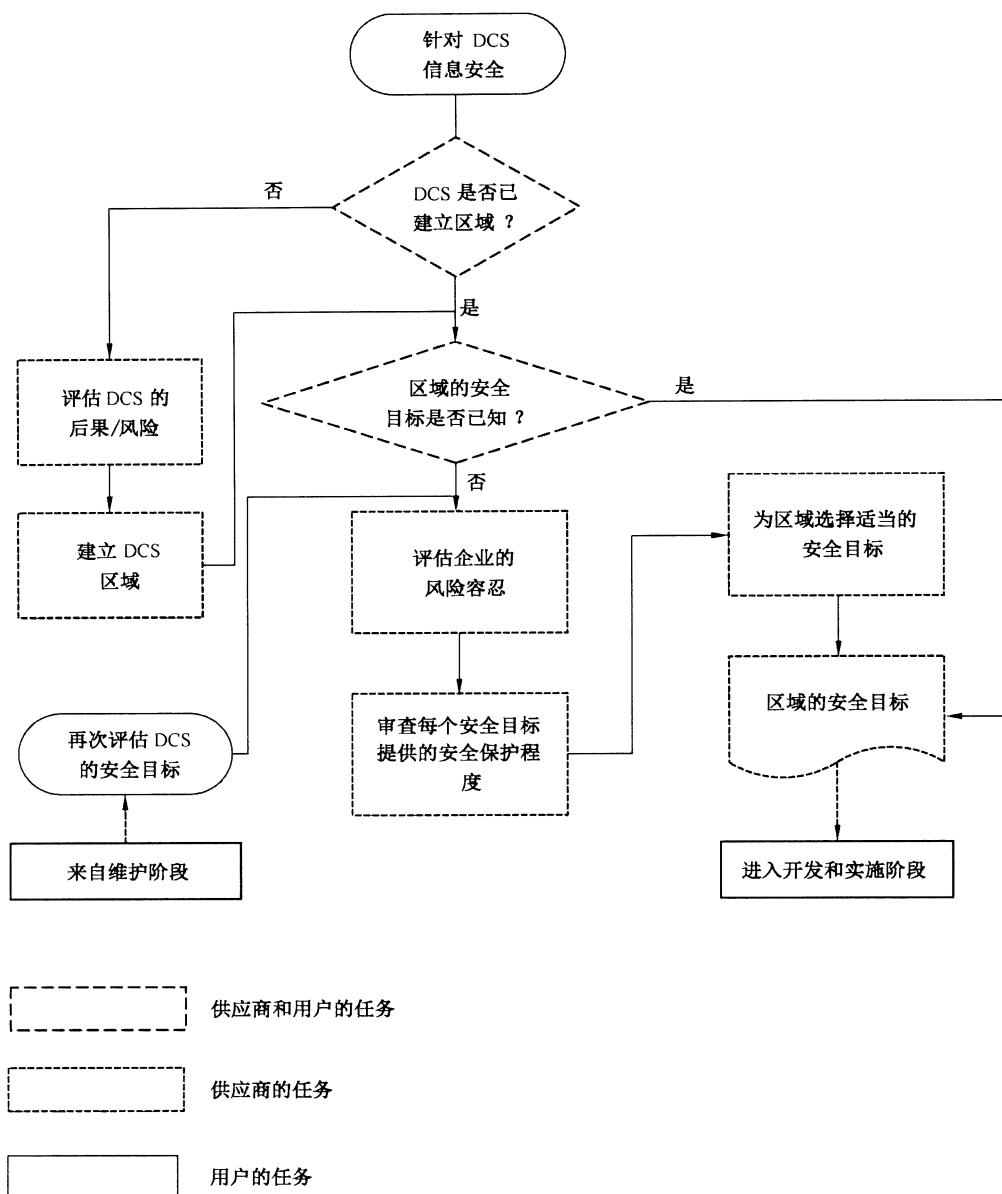 针对 DCS
信息安全
DCS 是否已
建立区域 ？
否
是
区域的安全
目标是否已知 ？
是
否
评估 DCS 的
后果/风险
建立 DCS
区域
评估企业的
风险容忍
为区域选择适当的
安全目标
审查每个安全目标
提供的安全保护程
度
区域的安全目标
再次评估 DCS
的安全目标
来自维护阶段
进入开发和实施阶段
供应商和用户的任务
供应商的任务
用户的任务